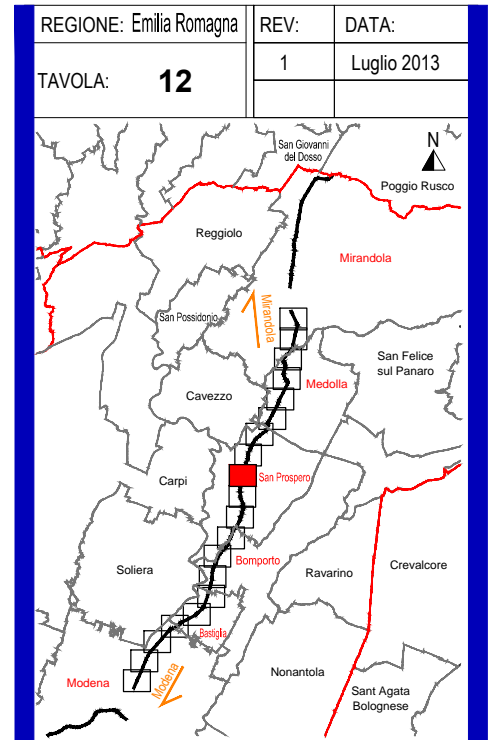 REGIONE: Emilia Romagna
REV:
DATA:
TAVOLA: 12
1
Luglio 2013
San Giovanni
del Dosso
N
Poggio Rusco
Reggiolo
Mirandola
Mirandola
San Possidonio
San Felice
sul Panaro
Medolla
Cavezzo
Carpi
San Prospero
Bomporto
Soliera
Ravarino
Crevalcore
Bastiglia
Modena
Modena
Nonantola
Sant Agata
Bolognese